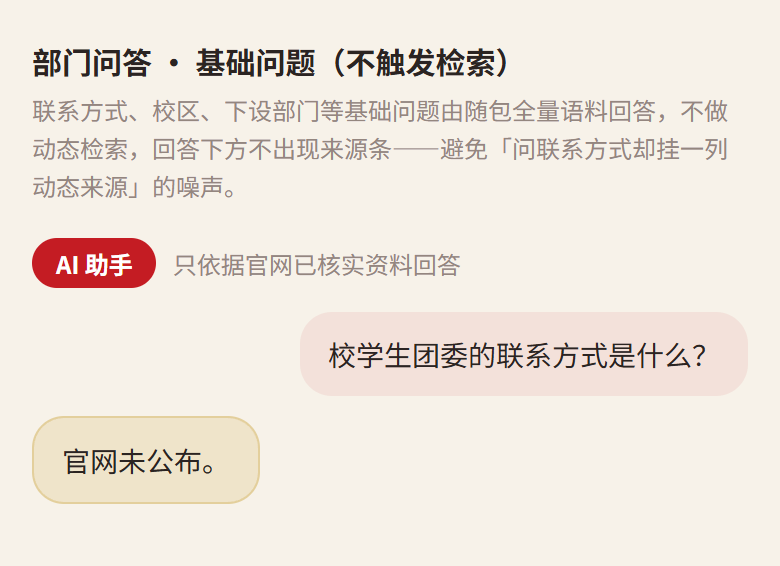 部门问答 · 基础问题（不触发检索）
联系方式、校区、下设部门等基础问题由随包全量语料回答，不做
动态检索，回答下方不出现来源条——避免「问联系方式却挂一列
动态来源」的噪声。
AI 助手 只依据官网已核实资料回答
校学生团委的联系方式是什么？
官网未公布。